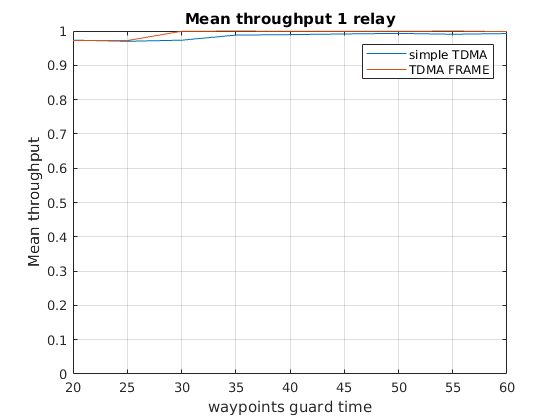 Mean throughput 1 relay
simple TDMA
TDMA FRAME
1
0.9
0.8
0.7
0.6
0.5
0.4
0.3
0.2
0.1
0
Mean throughput
20 25 30 35 40 45 50 55 60
waypoints guard time